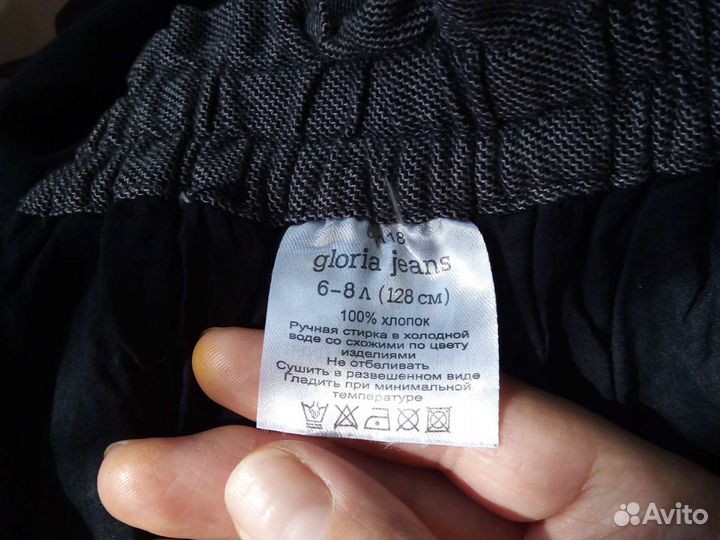 gloria jeans
6-8 Л (128 см)
100% хлопок
Ручная стирка в холодной
воде со схожими по цвету
изделиями
Не отбеливать
Сушить в развешенном виде
Гладить при минимальной
температуре
Avito